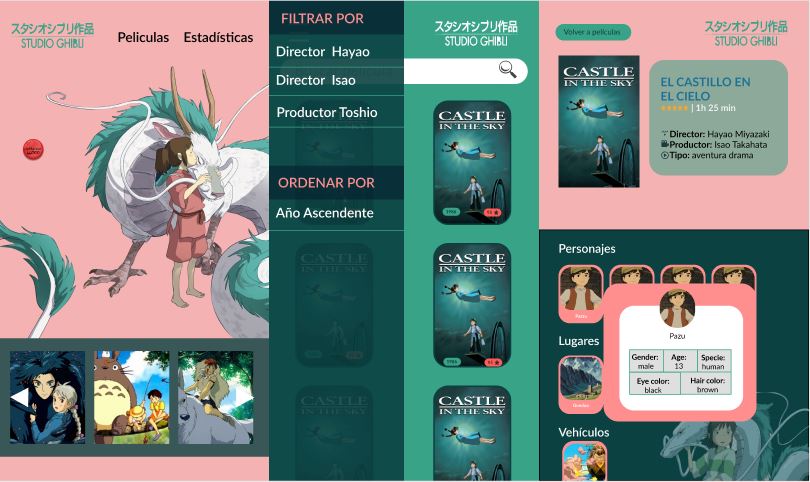 スタジオジブリ作品
STUDIO GHIBLI
Peliculas
Estadísticas
FILTRAR POR
Director Hayao
Director Isao
Productor Toshio
ORDENAR POR
Año Ascendente
スタジオジブリ作品
STUDIO GHIBLI
CASTLE
IN THE SKY
1986
CASTLE
IN THE SKY
1986
CASTLE
IN THE SKY
Volver a películas
スタジオジブリ作品
STUDIO GHIBLI
CASTLE
IN THE SKY
EL CASTILLO EN
EL CIELO
| 1h 25 min
Director: Hayao Miyazaki
Productor: Isao Takahata
Tipo: aventura drama
Personajes
Pazu
Pazu
Gender:
male
Age:
13
Specie:
human
Eye color:
black
Hair color:
brown
Lugares
Vehículos